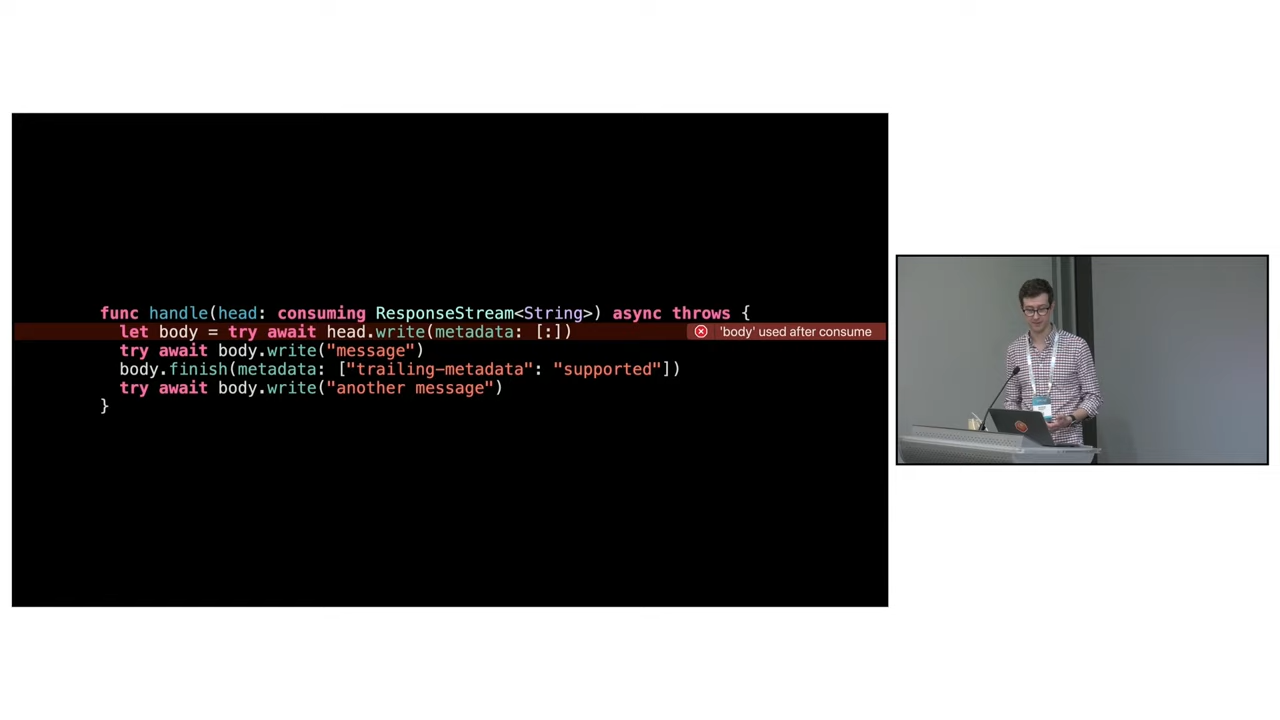 func handle(head: consuming ResponseStream<String>) async throws {
let body = try await head.write(metadata: [:])
'body' used after consume
try await body.write("message")
body.finish(metadata: ["trailing-metadata": "supported"])
try await body.write("another message")
}